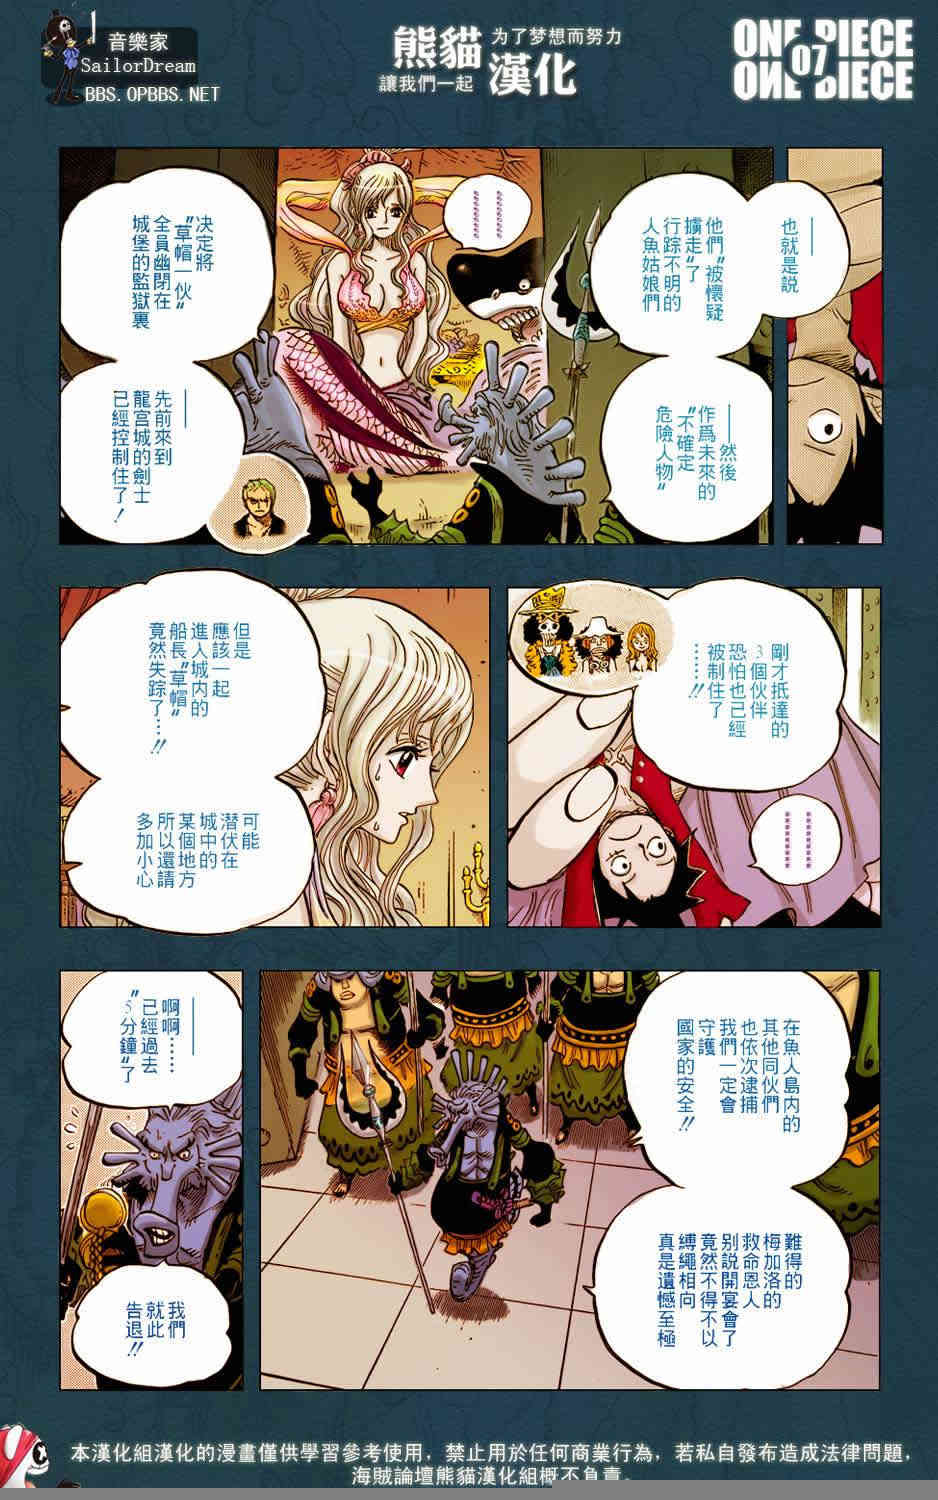 音樂家
SailorDream
BBS.OPBBS.NET
熊貓
为了梦想而努力
讓我們一起
漢化
ONE PIECE
07
ONE PIECE
——
也就是說
他們”被懷疑
擄走”了
行踪不明的
人魚姑娘們
——然後
作爲未來的
“不確定
危險人物”
决定將
“草帽一伙”
全員幽閉在
城堡的監獄裏
——
先前來到
龍宫城的劍士
已經控制住了！
剛才抵達的
3個伙伴
恐怕也已經
被制住了
……!!
但是
應該一起
進入城内的
船長“草帽”
竟然失踪了…!!
可能
潜伏在
城中的
某個地方
所以還請
多加小心
在魚人島内的
其他同伙們
也依次逮捕
我們一定會
守護
國家的安全!!
難得的
梅加洛的
救命恩人
别説開宴會了
竟然不得不以
縛繩相向
真是遺憾至極
——
啊啊……
已經過去
“5分鐘”了
我們
就此
告退!!
本漢化組漢化的漫畫僅供學習參考使用，禁止用於任何商業行為，若私自發布造成法律問題，
海賊論壇熊貓漢化組概不負責。